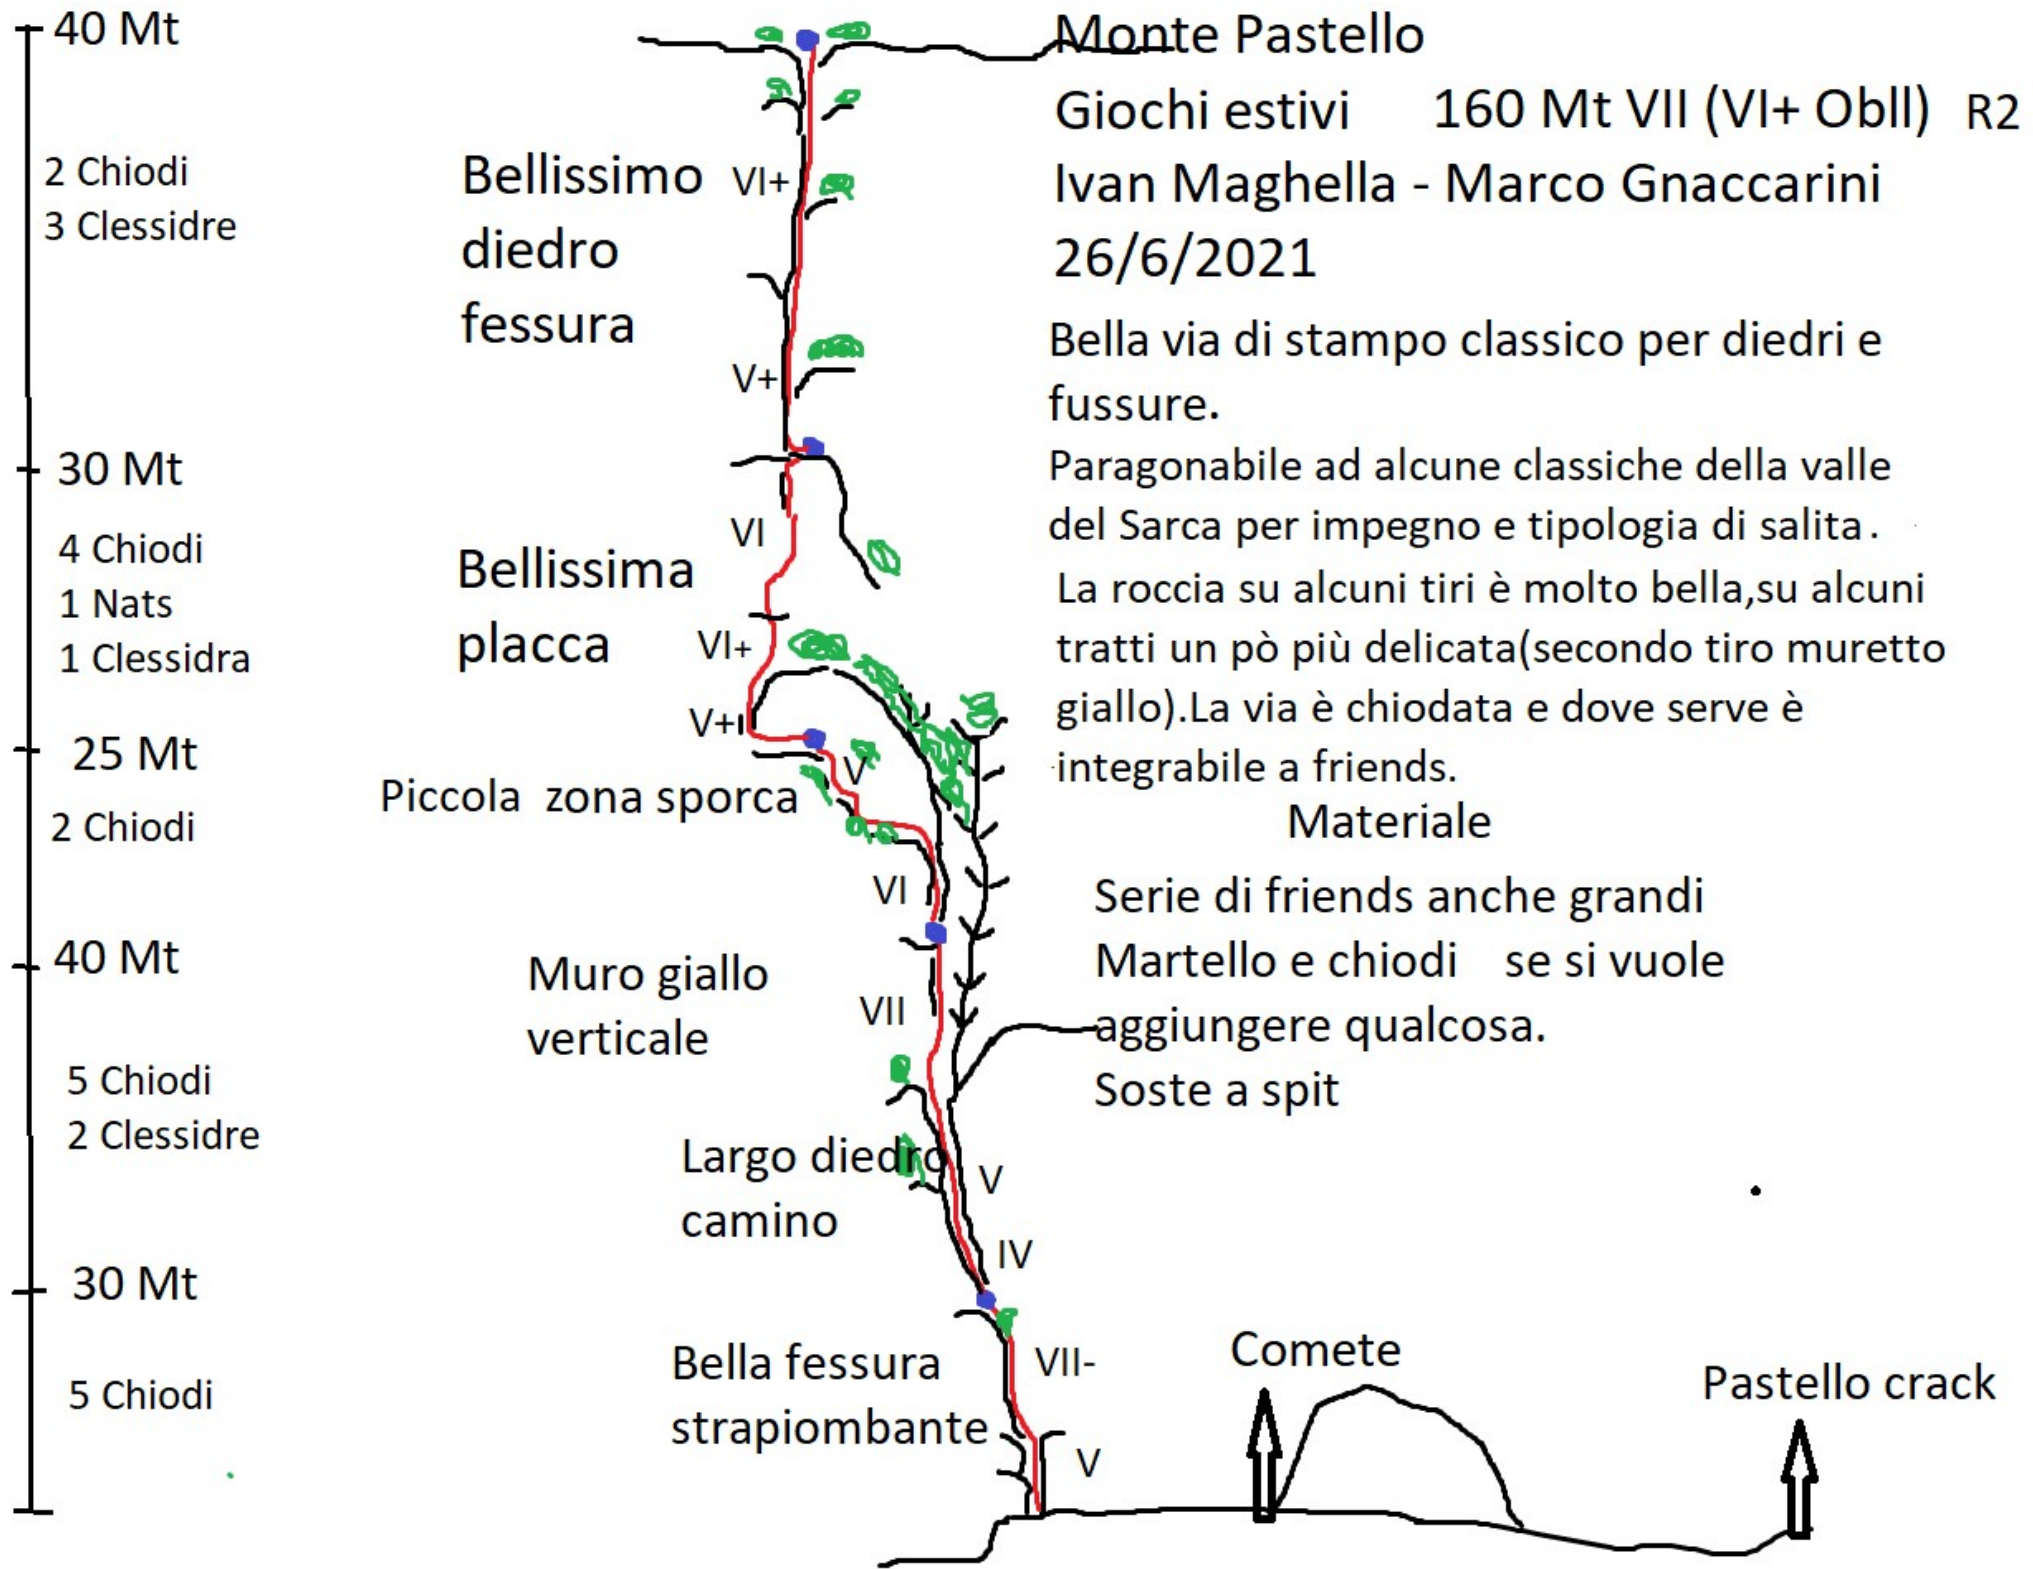 40 Mt
Monte Pastello
Giochi estivi 160 Mt VII (VI+ Obll) R2
2 Chiodi
3 Clessidre
Bellissimo
diedro
fessura
VI+
Ivan Maghella - Marco Gnaccarini
26/6/2021
V+
Bella via di stampo classico per diedri e
fussure.
30 Mt
Paragonabile ad alcune classiche della valle
del Sarca per impegno e tipologia di salita.
4 Chiodi
1 Nats
1 Clessidra
Bellissima
placca
VI
VI+
V+
La roccia su alcuni tiri è molto bella,su alcuni
tratti un pò più delicata(secondo tiro muretto
giallo).La via è chiodata e dove serve è
integrabile a friends.
25 Mt
V
Piccola zona sporca
2 Chiodi
VI
Materiale
Serie di friends anche grandi
Martello e chiodi se si vuole
aggiungere qualcosa.
Soste a spit
40 Mt
Muro giallo
verticale
VII
5 Chiodi
2 Clessidre
Largo diedro
camino
V
IV
30 Mt
5 Chiodi
Bella fessura
strapiombante
VII-
V
Comete
Pastello crack